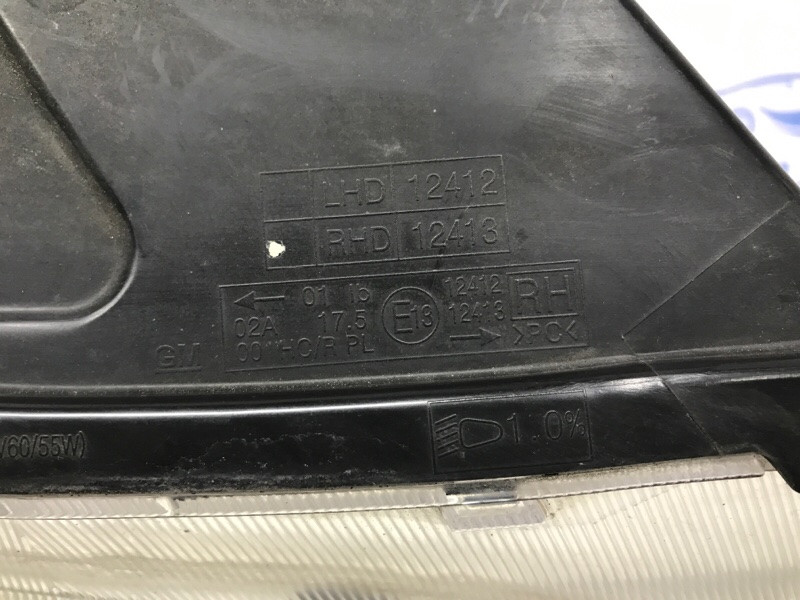 LHD 12412
RHD 12413
← 01 Ib 12412 RH
02A 17.5 E13 12413
00 HC/R PL → >PC<
GM
/60/55W)
1.0%